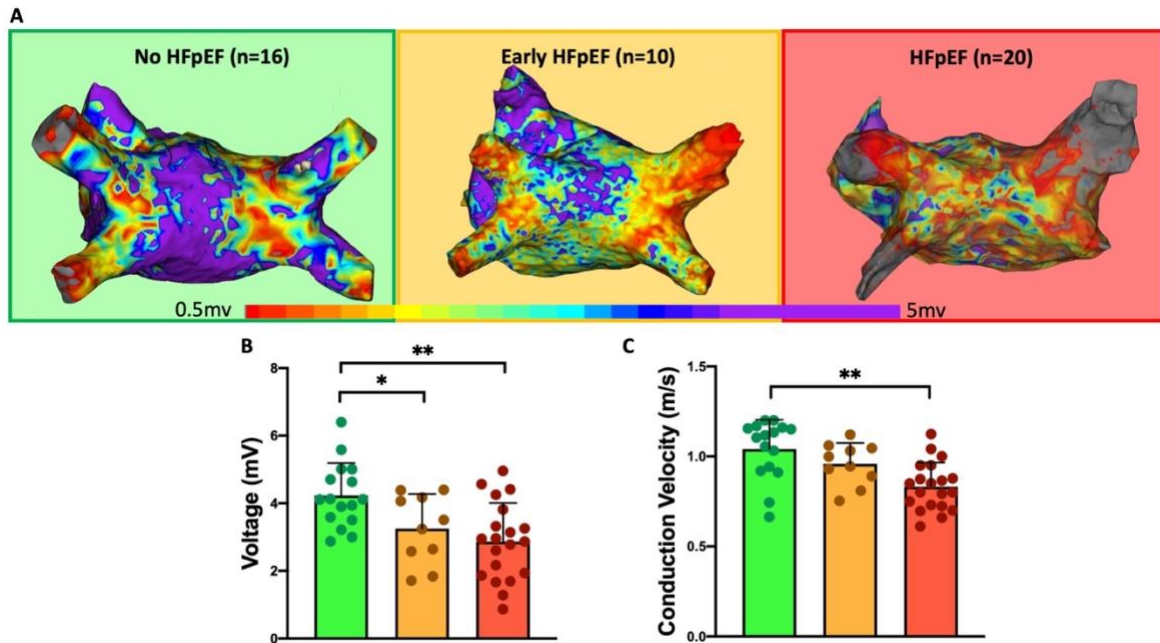 A
No HFpEF (n=16)
Early HFpEF (n=10)
HFpEF (n=20)
0.5mv
5mv
B
Voltage (mV)
8
6
4
2
0
*
**
C
Conduction Velocity (m/s)
1.5
1.0
0.5
0.0
**